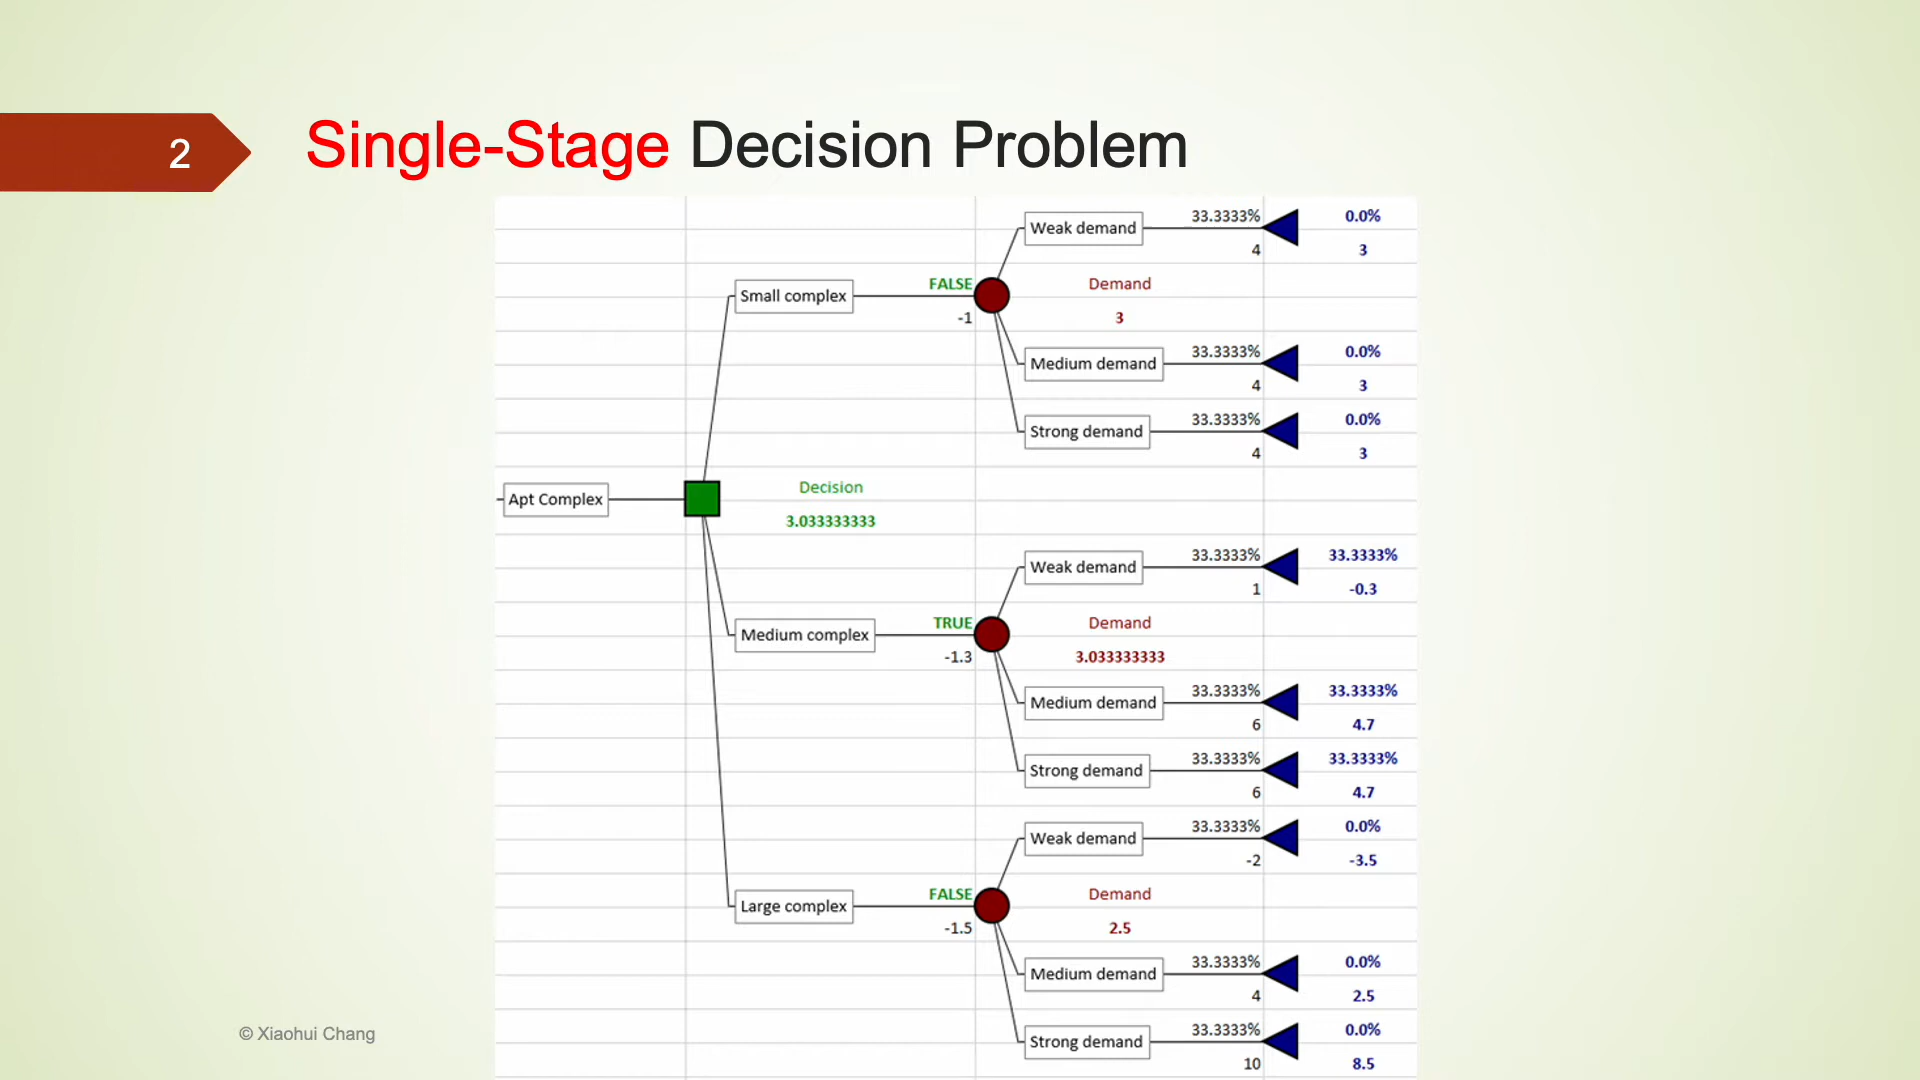 2
Single-Stage Decision Problem
Weak demand 33.3333% 0.0%
4 3
Small complex FALSE Demand
-1 3
Medium demand 33.3333% 0.0%
4 3
Strong demand 33.3333% 0.0%
4 3
Apt Complex Decision
3.033333333
Weak demand 33.3333% 33.3333%
1 -0.3
Medium complex TRUE Demand
-1.3 3.033333333
Medium demand 33.3333% 33.3333%
6 4.7
Strong demand 33.3333% 33.3333%
6 4.7
Weak demand 33.3333% 0.0%
-2 -3.5
Large complex FALSE Demand
-1.5 2.5
Medium demand 33.3333% 0.0%
4 2.5
Strong demand 33.3333% 0.0%
10 8.5
© Xiaohui Chang